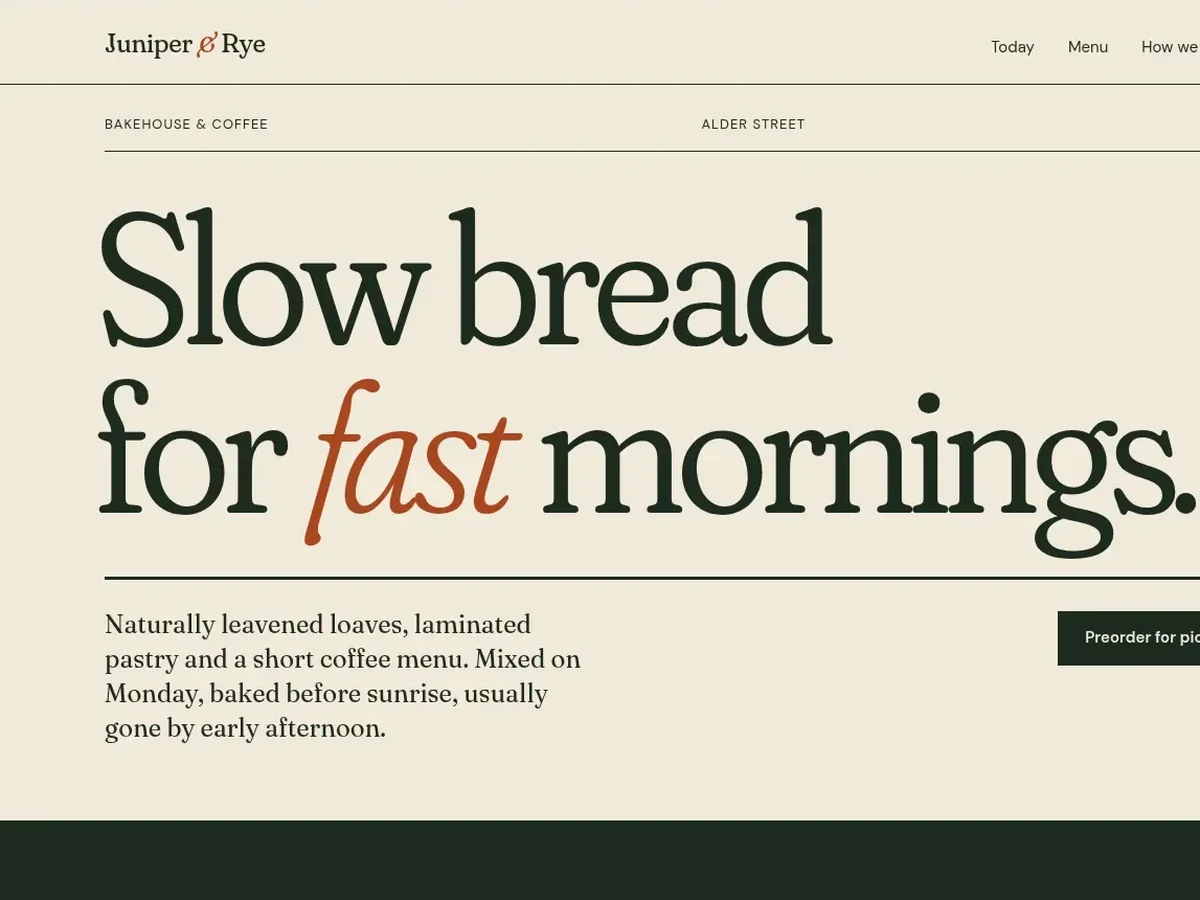 Juniper & Rye
Today Menu How we
BAKEHOUSE & COFFEE ALDER STREET
Slow bread
for fast mornings.
Naturally leavened loaves, laminated
pastry and a short coffee menu. Mixed on
Monday, baked before sunrise, usually
gone by early afternoon.
Preorder for